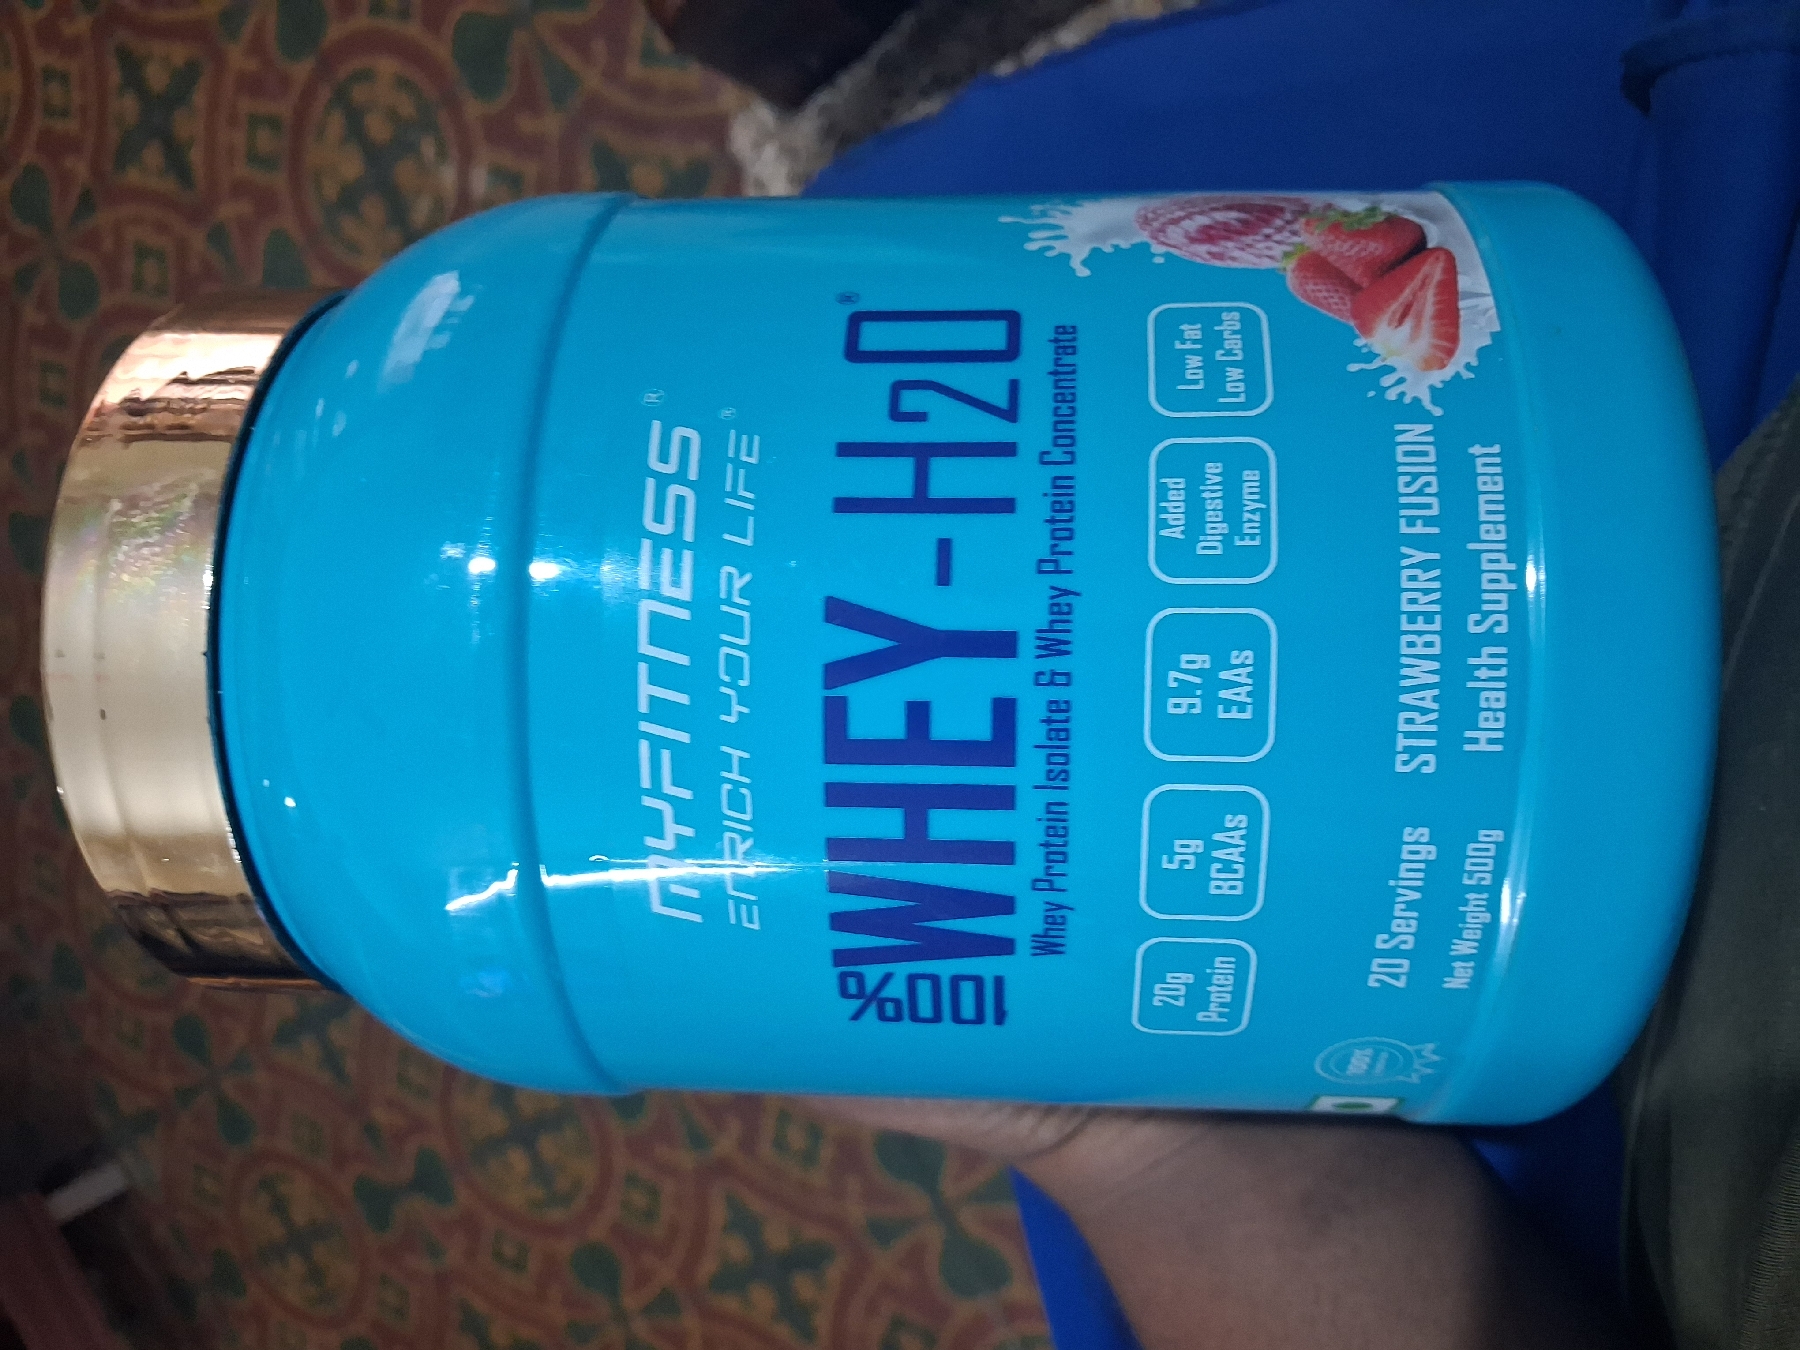 MYFITNESS®
ENRICH YOUR LIFE®
100% WHEY-H2O®
Whey Protein Isolate & Whey Protein Concentrate
20g
Protein
5g
BCAAs
9.7g
EAAs
Added
Digestive
Enzyme
Low Fat
Low Carbs
20 Servings
Net Weight 500g
STRAWBERRY FUSION
Health Supplement